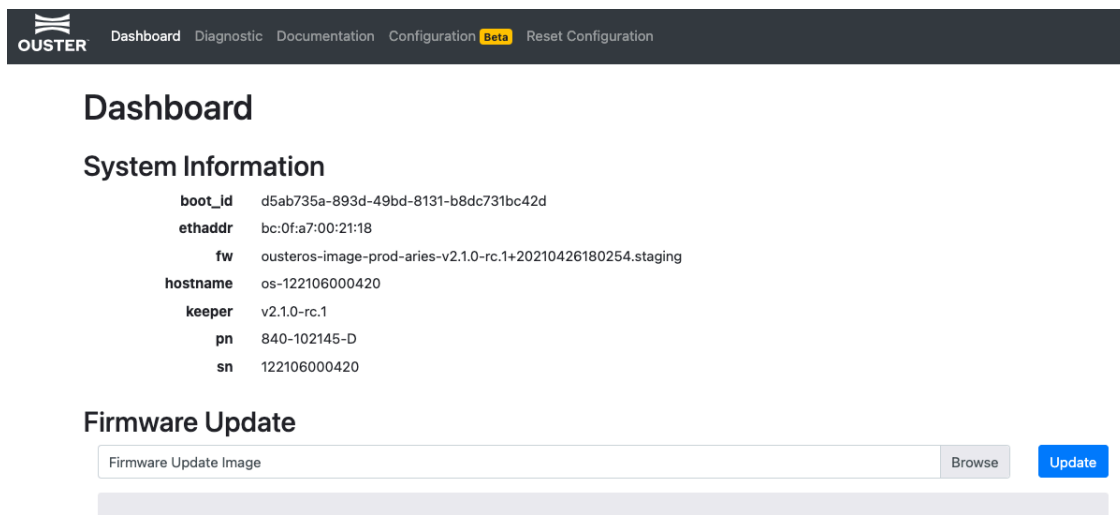 OUSTER Dashboard Diagnostic Documentation Configuration Beta Reset Configuration
Dashboard
System Information
boot_id d5ab735a-893d-49bd-8131-b8dc731bc42d
ethaddr bc:0f:a7:00:21:18
fw ousteros-image-prod-aries-v2.1.0-rc.1+20210426180254.staging
hostname os-122106000420
keeper v2.1.0-rc.1
pn 840-102145-D
sn 122106000420
Firmware Update
Firmware Update Image Browse Update